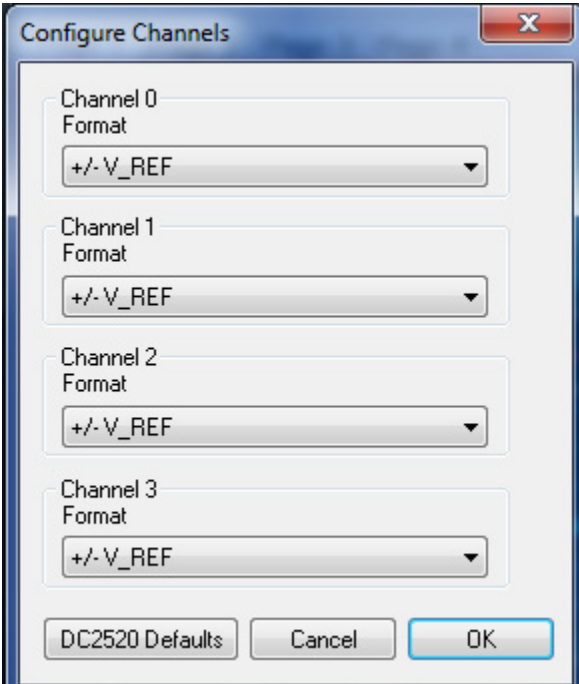 Configure Channels
Channel 0
Format
+/- V_REF
Channel 1
Format
+/- V_REF
Channel 2
Format
+/- V_REF
Channel 3
Format
+/- V_REF
DC2520 Defaults Cancel OK